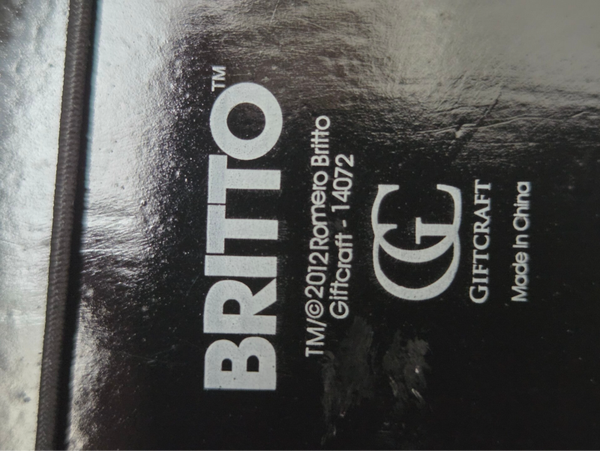 BRITTO™
TM/©2012 Romero Britto
Giftcraft - 14072
GC
GIFTCRAFT
Made in China